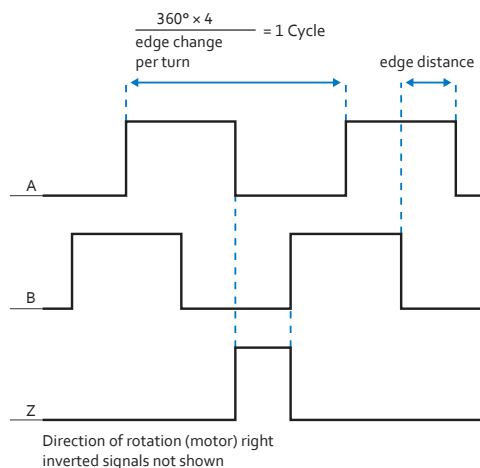 360° × 4
edge change
per turn
= 1 Cycle
edge distance
A
B
Z
Direction of rotation (motor) right
inverted signals not shown